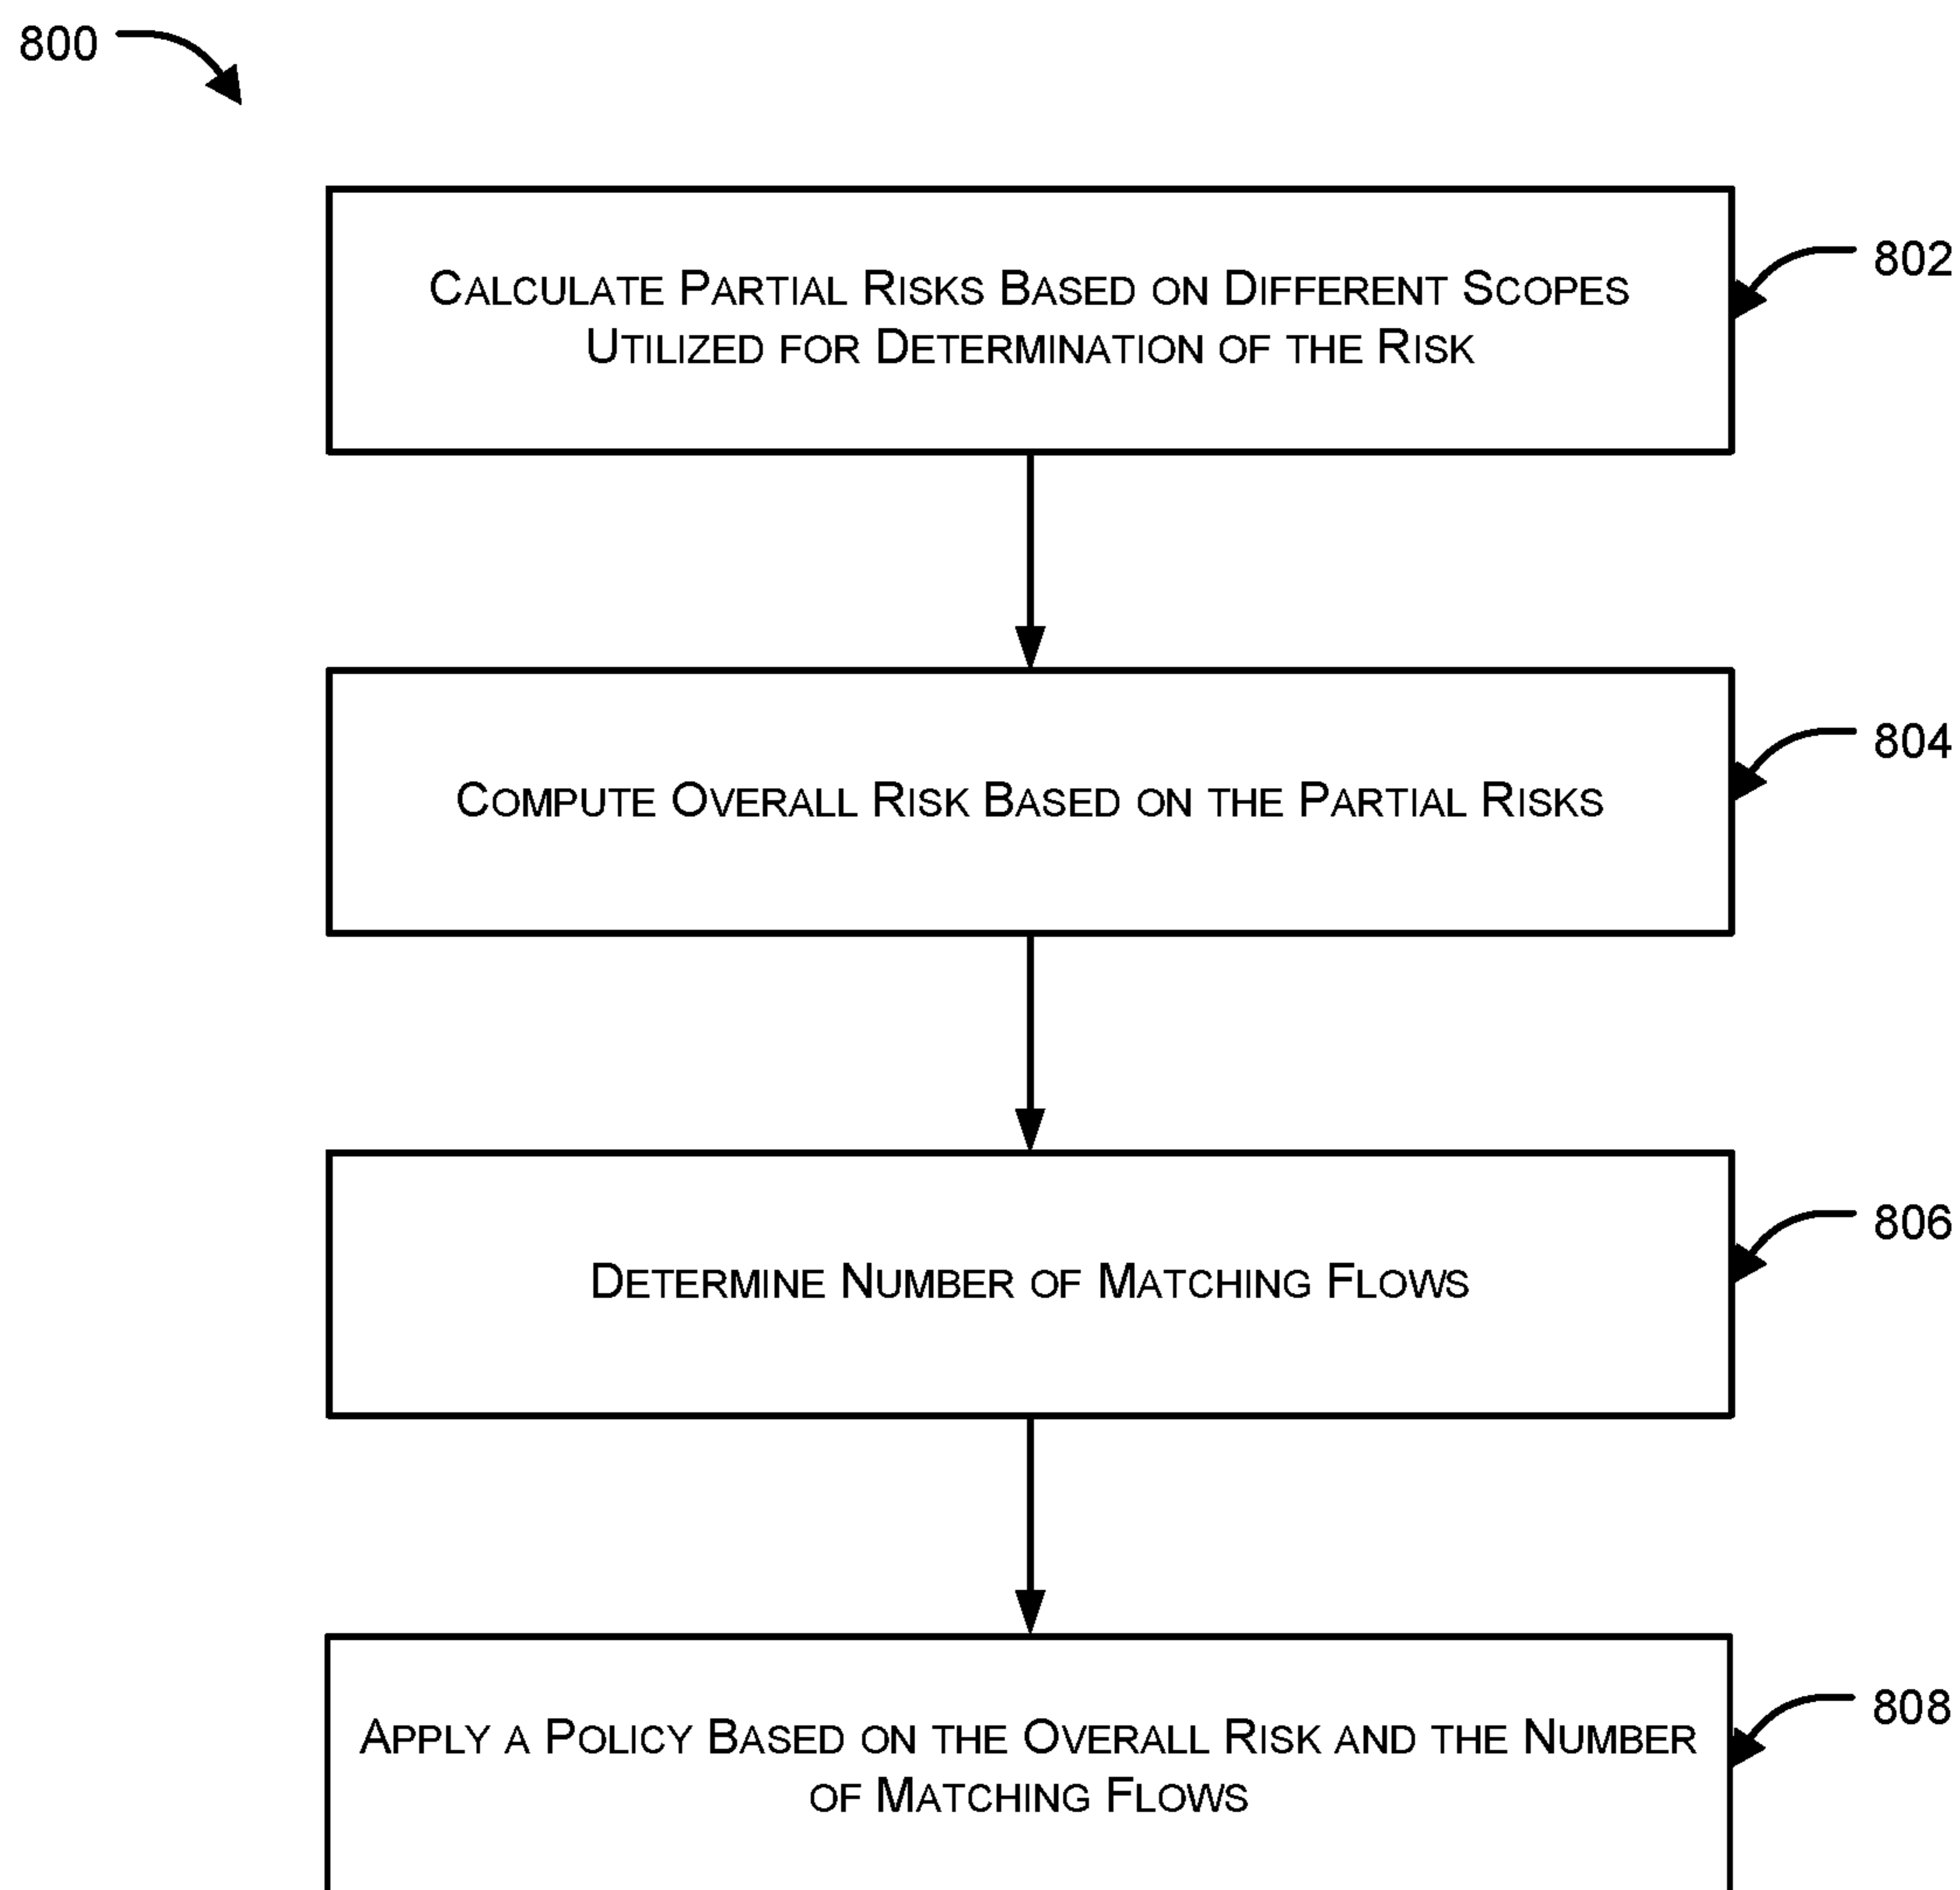 800
CALCULATE PARTIAL RISKS BASED ON DIFFERENT SCOPES
UTILIZED FOR DETERMINATION OF THE RISK
802
COMPUTE OVERALL RISK BASED ON THE PARTIAL RISKS
804
DETERMINE NUMBER OF MATCHING FLOWS
806
APPLY A POLICY BASED ON THE OVERALL RISK AND THE NUMBER
OF MATCHING FLOWS
808